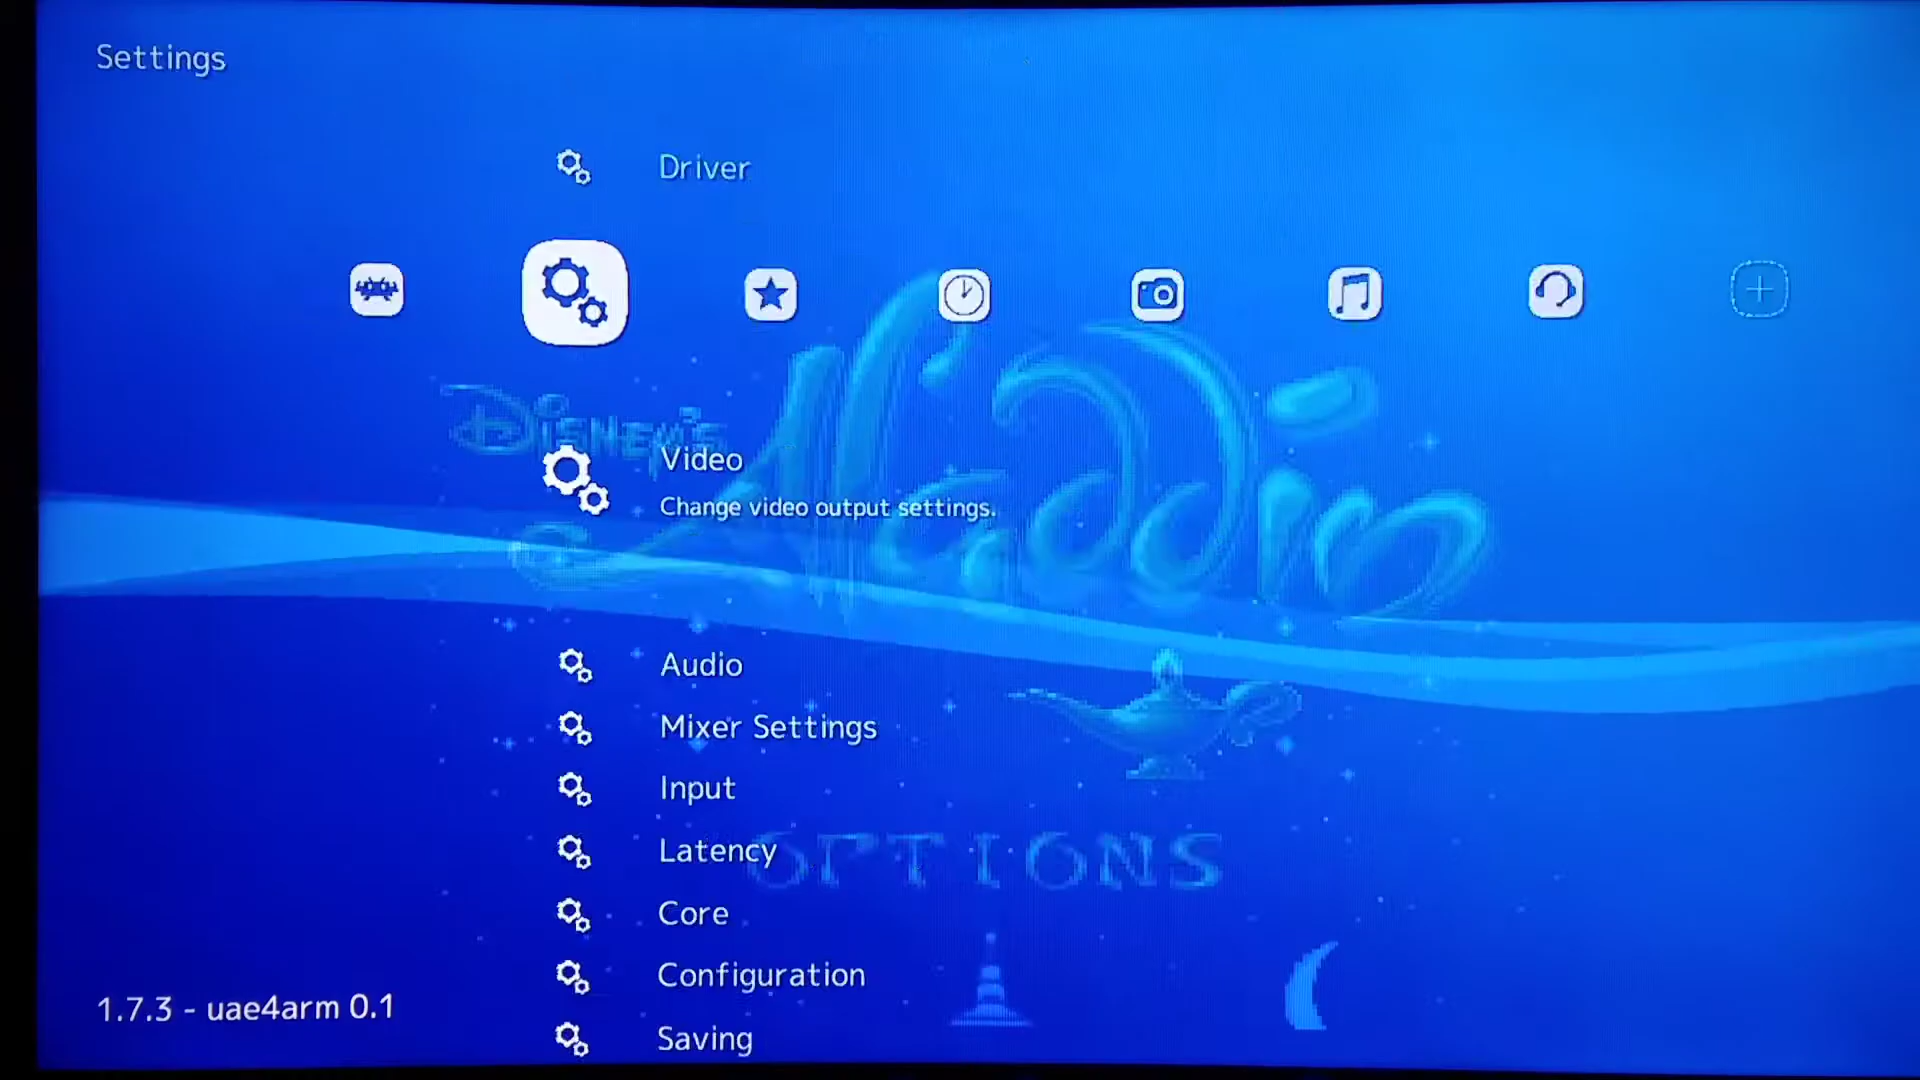 Settings
Driver
DISNEY'S
Aladdin
Video
Change video output settings.
Audio
Mixer Settings
Input
Latency
OPTIONS
Core
Configuration
1.7.3 - uae4arm 0.1
Saving